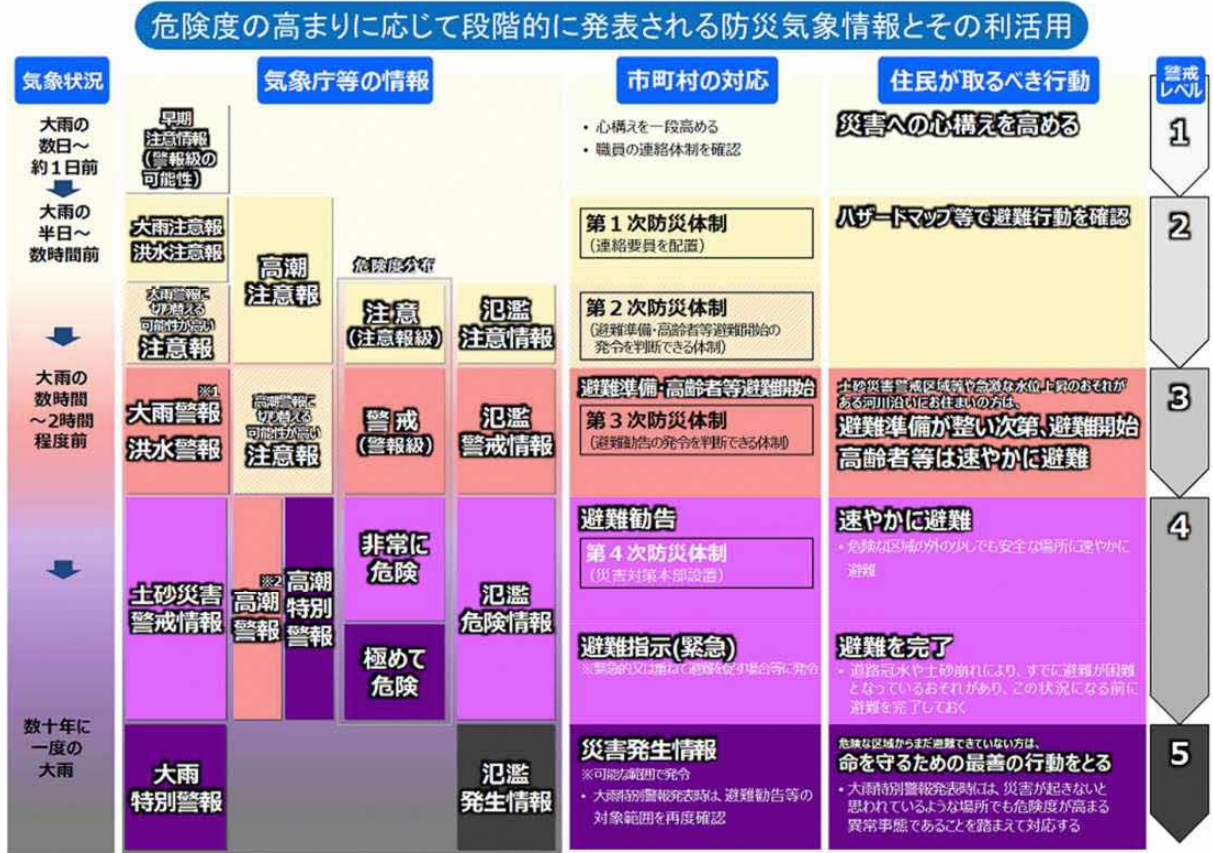 危険度の高まりに応じて段階的に発表される防災気象情報とその利活用
気象状況
気象庁等の情報
市町村の対応
住民が取るべき行動
警戒
レベル
大雨の
数日～
約1日前
早期
注意情報
(警報級の
可能性)
・心構えを一段高める
・職員の連絡体制を確認
災害への心構えを高める
1
大雨の
半日～
数時間前
大雨注意報
洪水注意報
高潮
注意報
第1次防災体制
(連絡要員を配置)
ハザードマップ等で避難行動を確認
2
大雨警報に
切り替える
可能性が高い
注意報
危険度分布
注意
(注意報級)
氾濫
注意情報
第2次防災体制
(避難準備・高齢者等避難開始の
発令を判断できる体制)
大雨の
数時間
～2時間
程度前
大雨警報※1
洪水警報
高潮警報に
切り替える
可能性が高い
注意報
警戒
(警報級)
氾濫
警戒情報
避難準備・高齢者等避難開始
第3次防災体制
(避難勧告の発令を判断できる体制)
土砂災害警戒区域等や急激な水位上昇のおそれが
ある河川沿いにお住まいの方は、
避難準備が整い次第、避難開始
高齢者等は速やかに避難
3
土砂災害
警戒情報
※2
高潮
警報
高潮
特別
警報
非常に
危険
極めて
危険
氾濫
危険情報
避難勧告
第4次防災体制
(災害対策本部設置)
避難指示(緊急)
※緊急的又は重ねて避難を促す場合等に発令
速やかに避難
・危険な区域の外の少しでも安全な場所に速やかに
避難
避難を完了
・道路冠水や土砂崩れにより、すでに避難が困難
となっているおそれがあり、この状況になる前に
避難を完了しておく
4
数十年に
一度の
大雨
大雨
特別警報
氾濫
発生情報
災害発生情報
※可能な範囲で発令
・大雨特別警報発表時は、避難勧告等の
対象範囲を再度確認
危険な区域からまだ避難できていない方は、
命を守るための最善の行動をとる
・大雨特別警報発表時には、災害が起きないと
思われているような場所でも危険度が高まる
異常事態であることを踏まえて対応する
5